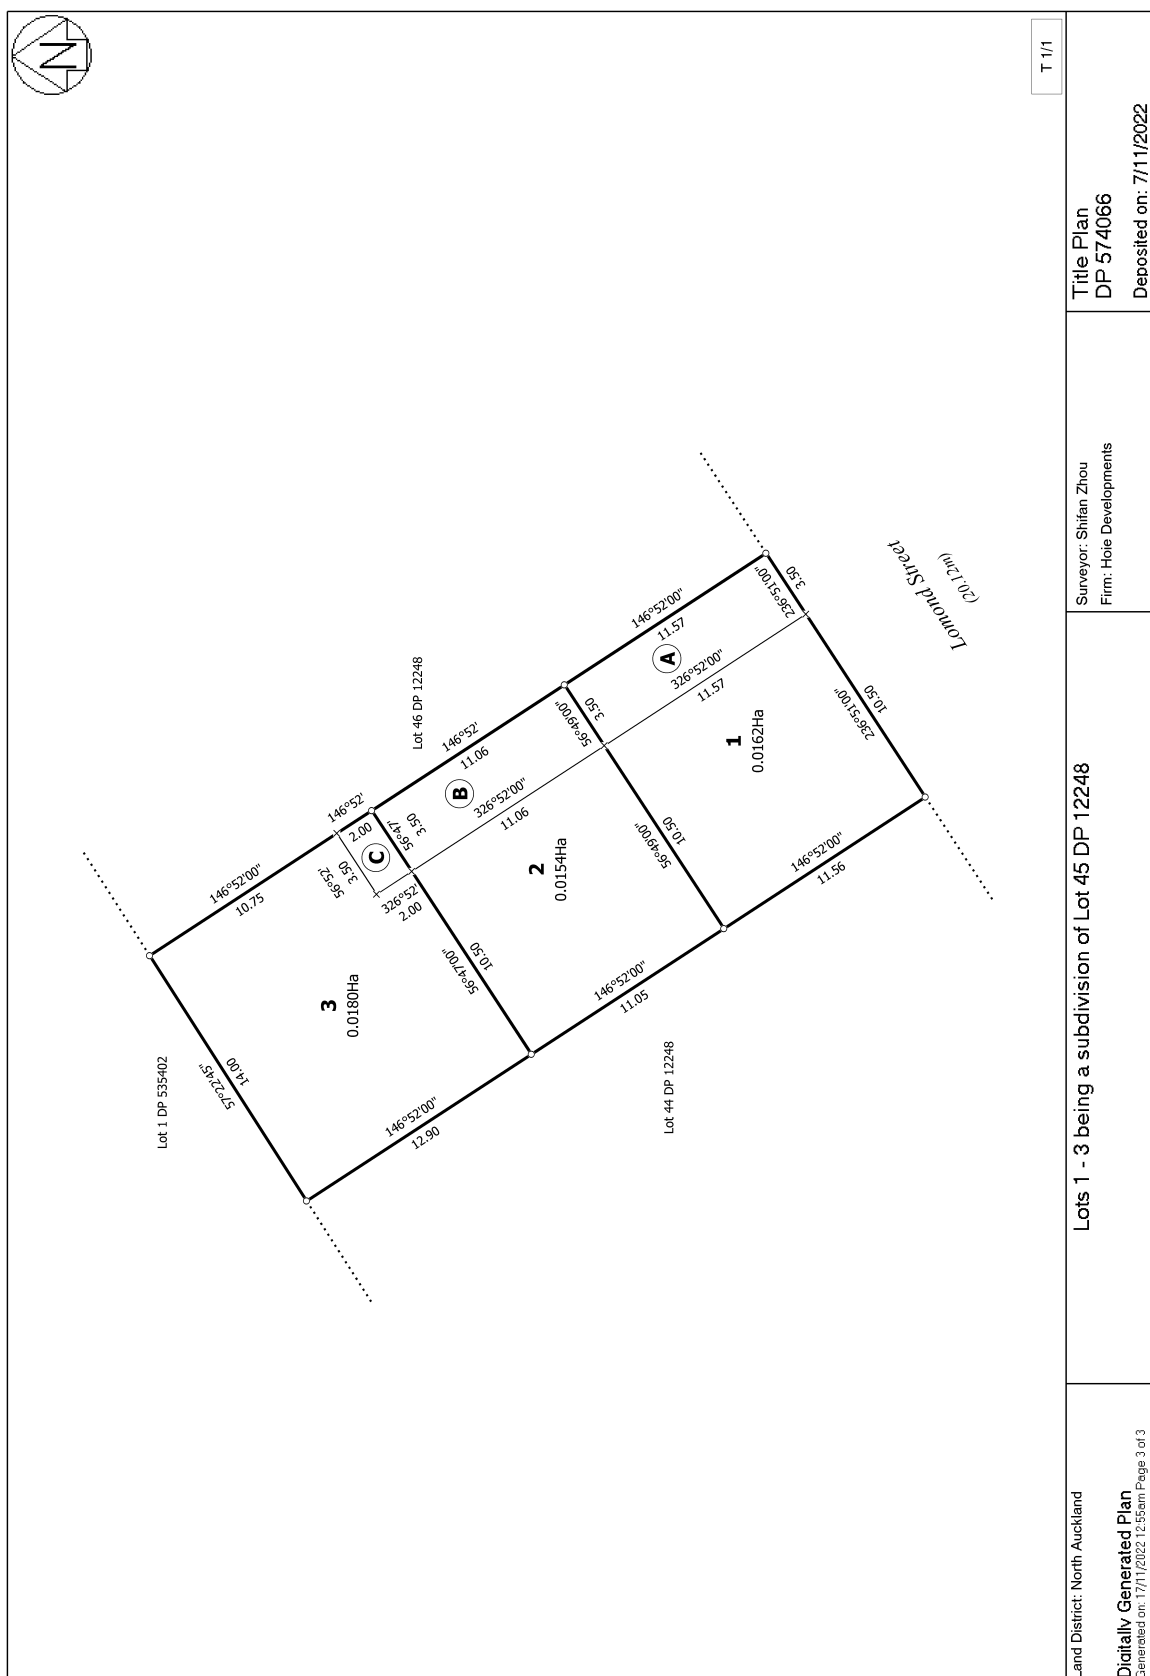 N
T 1/1
Lot 1 DP 535402
Lot 46 DP 12248
Lot 44 DP 12248
57°22'45"
14.00
146°52'00"
10.75
146°52'
2.00
56°52'
3.50
C
56°47'
3.50
326°52'
2.00
3
0.0180Ha
56°47'00"
10.50
146°52'00"
12.90
146°52'
11.06
B
326°52'00"
11.06
2
0.0154Ha
56°49'00"
3.50
56°49'00"
10.50
146°52'00"
11.05
146°52'00"
11.57
A
326°52'00"
11.57
1
0.0162Ha
236°51'00"
3.50
236°51'00"
10.50
146°52'00"
11.56
Lomond Street
(20.12m)
Land District: North Auckland
Digitally Generated Plan
Generated on: 17/11/2022 12:55am Page 3 of 3
Lots 1 - 3 being a subdivision of Lot 45 DP 12248
Surveyor: Shifan Zhou
Firm: Hoie Developments
Title Plan
DP 574066
Deposited on: 7/11/2022